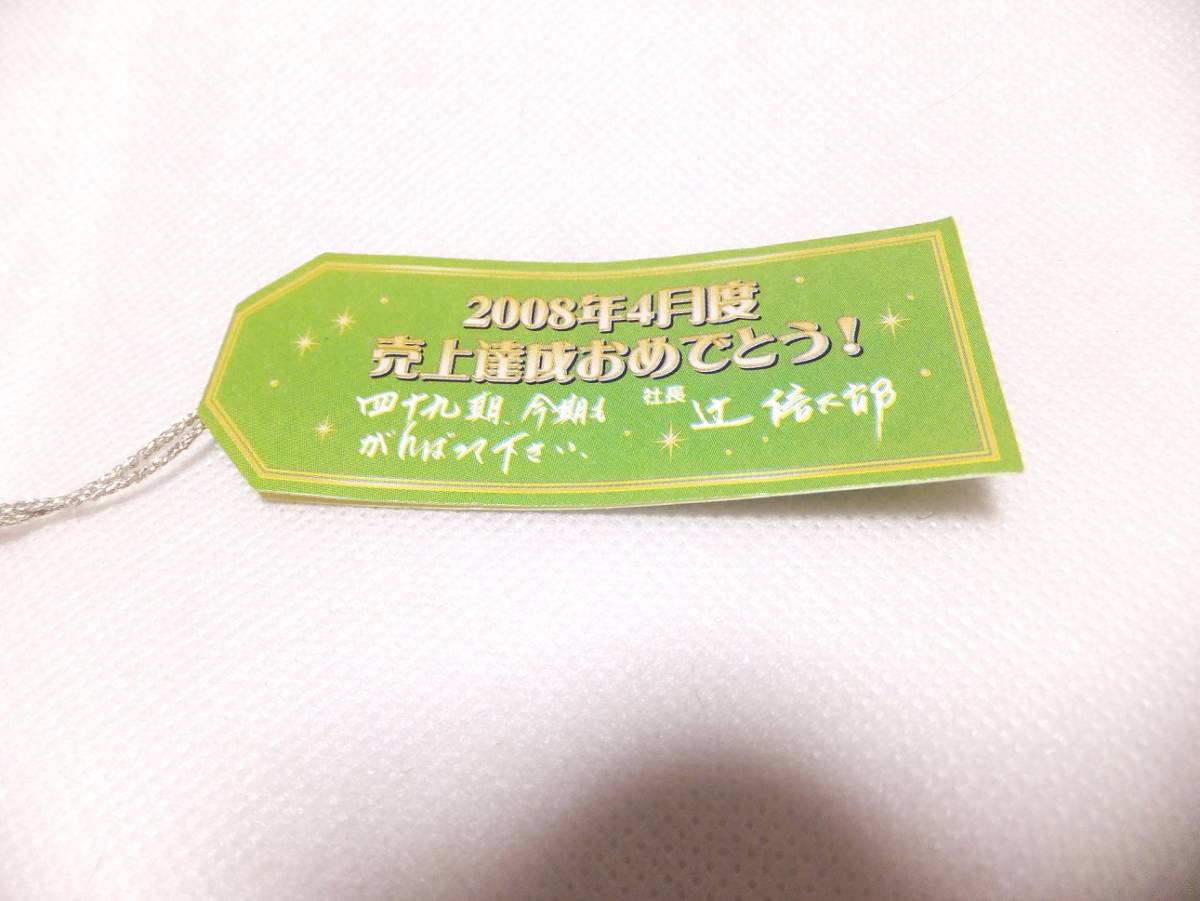 2008年4月度
売上達成おめでとう!
四十九期、今期も
がんばって下さい、
社長 辻 信太郎